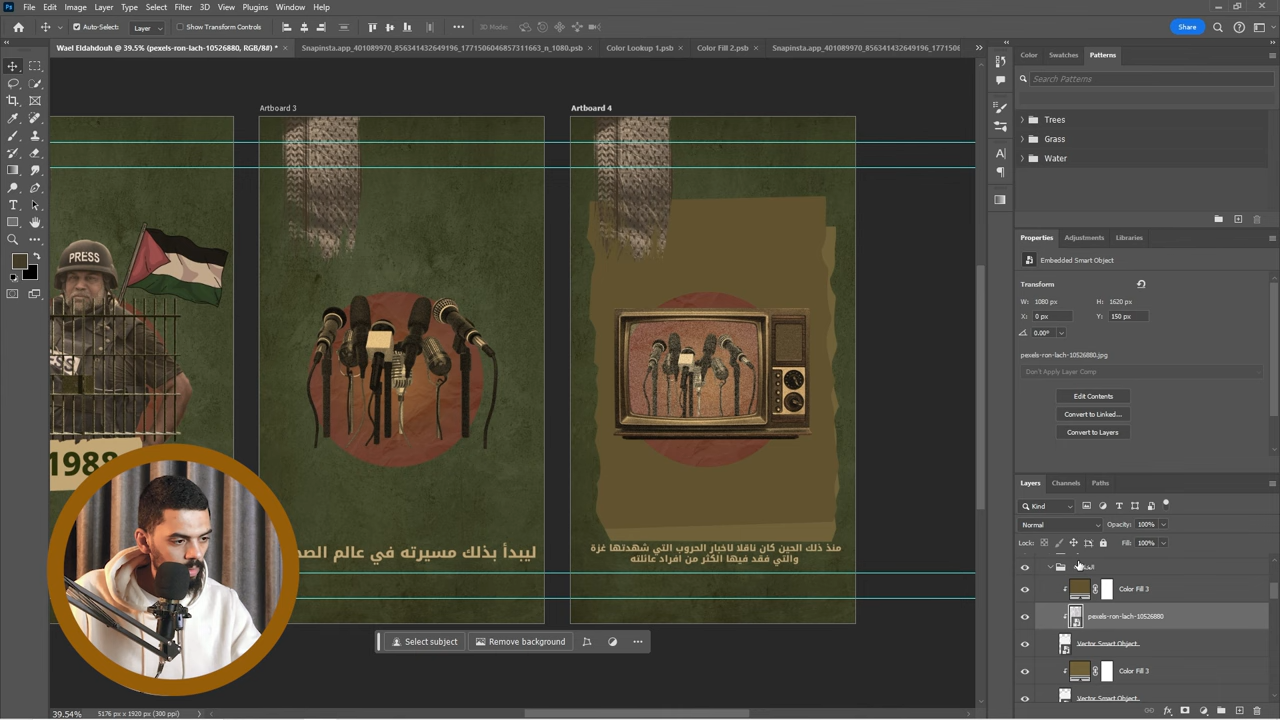 File Edit Image Layer Type Select Filter 3D View Plugins Window Help
Auto-Select: Layer Show Transform Controls 3D Mode: Share
Wael Eldahdouh @ 39.5% (pexels-ron-lach-10526880, RGB/8#) * Snapinsta.app_401089970_856341432649196_1771506046857311663_n_1080.psb Color Lookup 1.psb Color Fill 2.psb Snapinsta.app_401089970_856341432649196_1771506
Color Swatches Patterns
Search Patterns
Trees
Grass
Water
Artboard 3 Artboard 4
PRESS
1988
ليبدأ بذلك مسيرته في عالم
منذ ذلك الحين كان ناقلا لاخبار الحروب التي شهدتها غزة
والتي فقد فيها الكثر من افراد عائلته
Select subject Remove background
Properties Adjustments Libraries
Embedded Smart Object
Transform
W: 1080 px H: 1620 px
X: 0 px Y: 150 px
0.00°
pexels-ron-lach-10526880.jpg
Don't Apply Layer Comp
Edit Contents
Convert to Linked...
Convert to Layers
Layers Channels Paths
Kind
Normal Opacity: 100%
Lock: Fill: 100%
Color Fill 3
pexels-ron-lach-10526880
Vector Smart Object
Color Fill 3
Vector Smart Object
39.54% 5176 px x 1920 px (300 ppi)